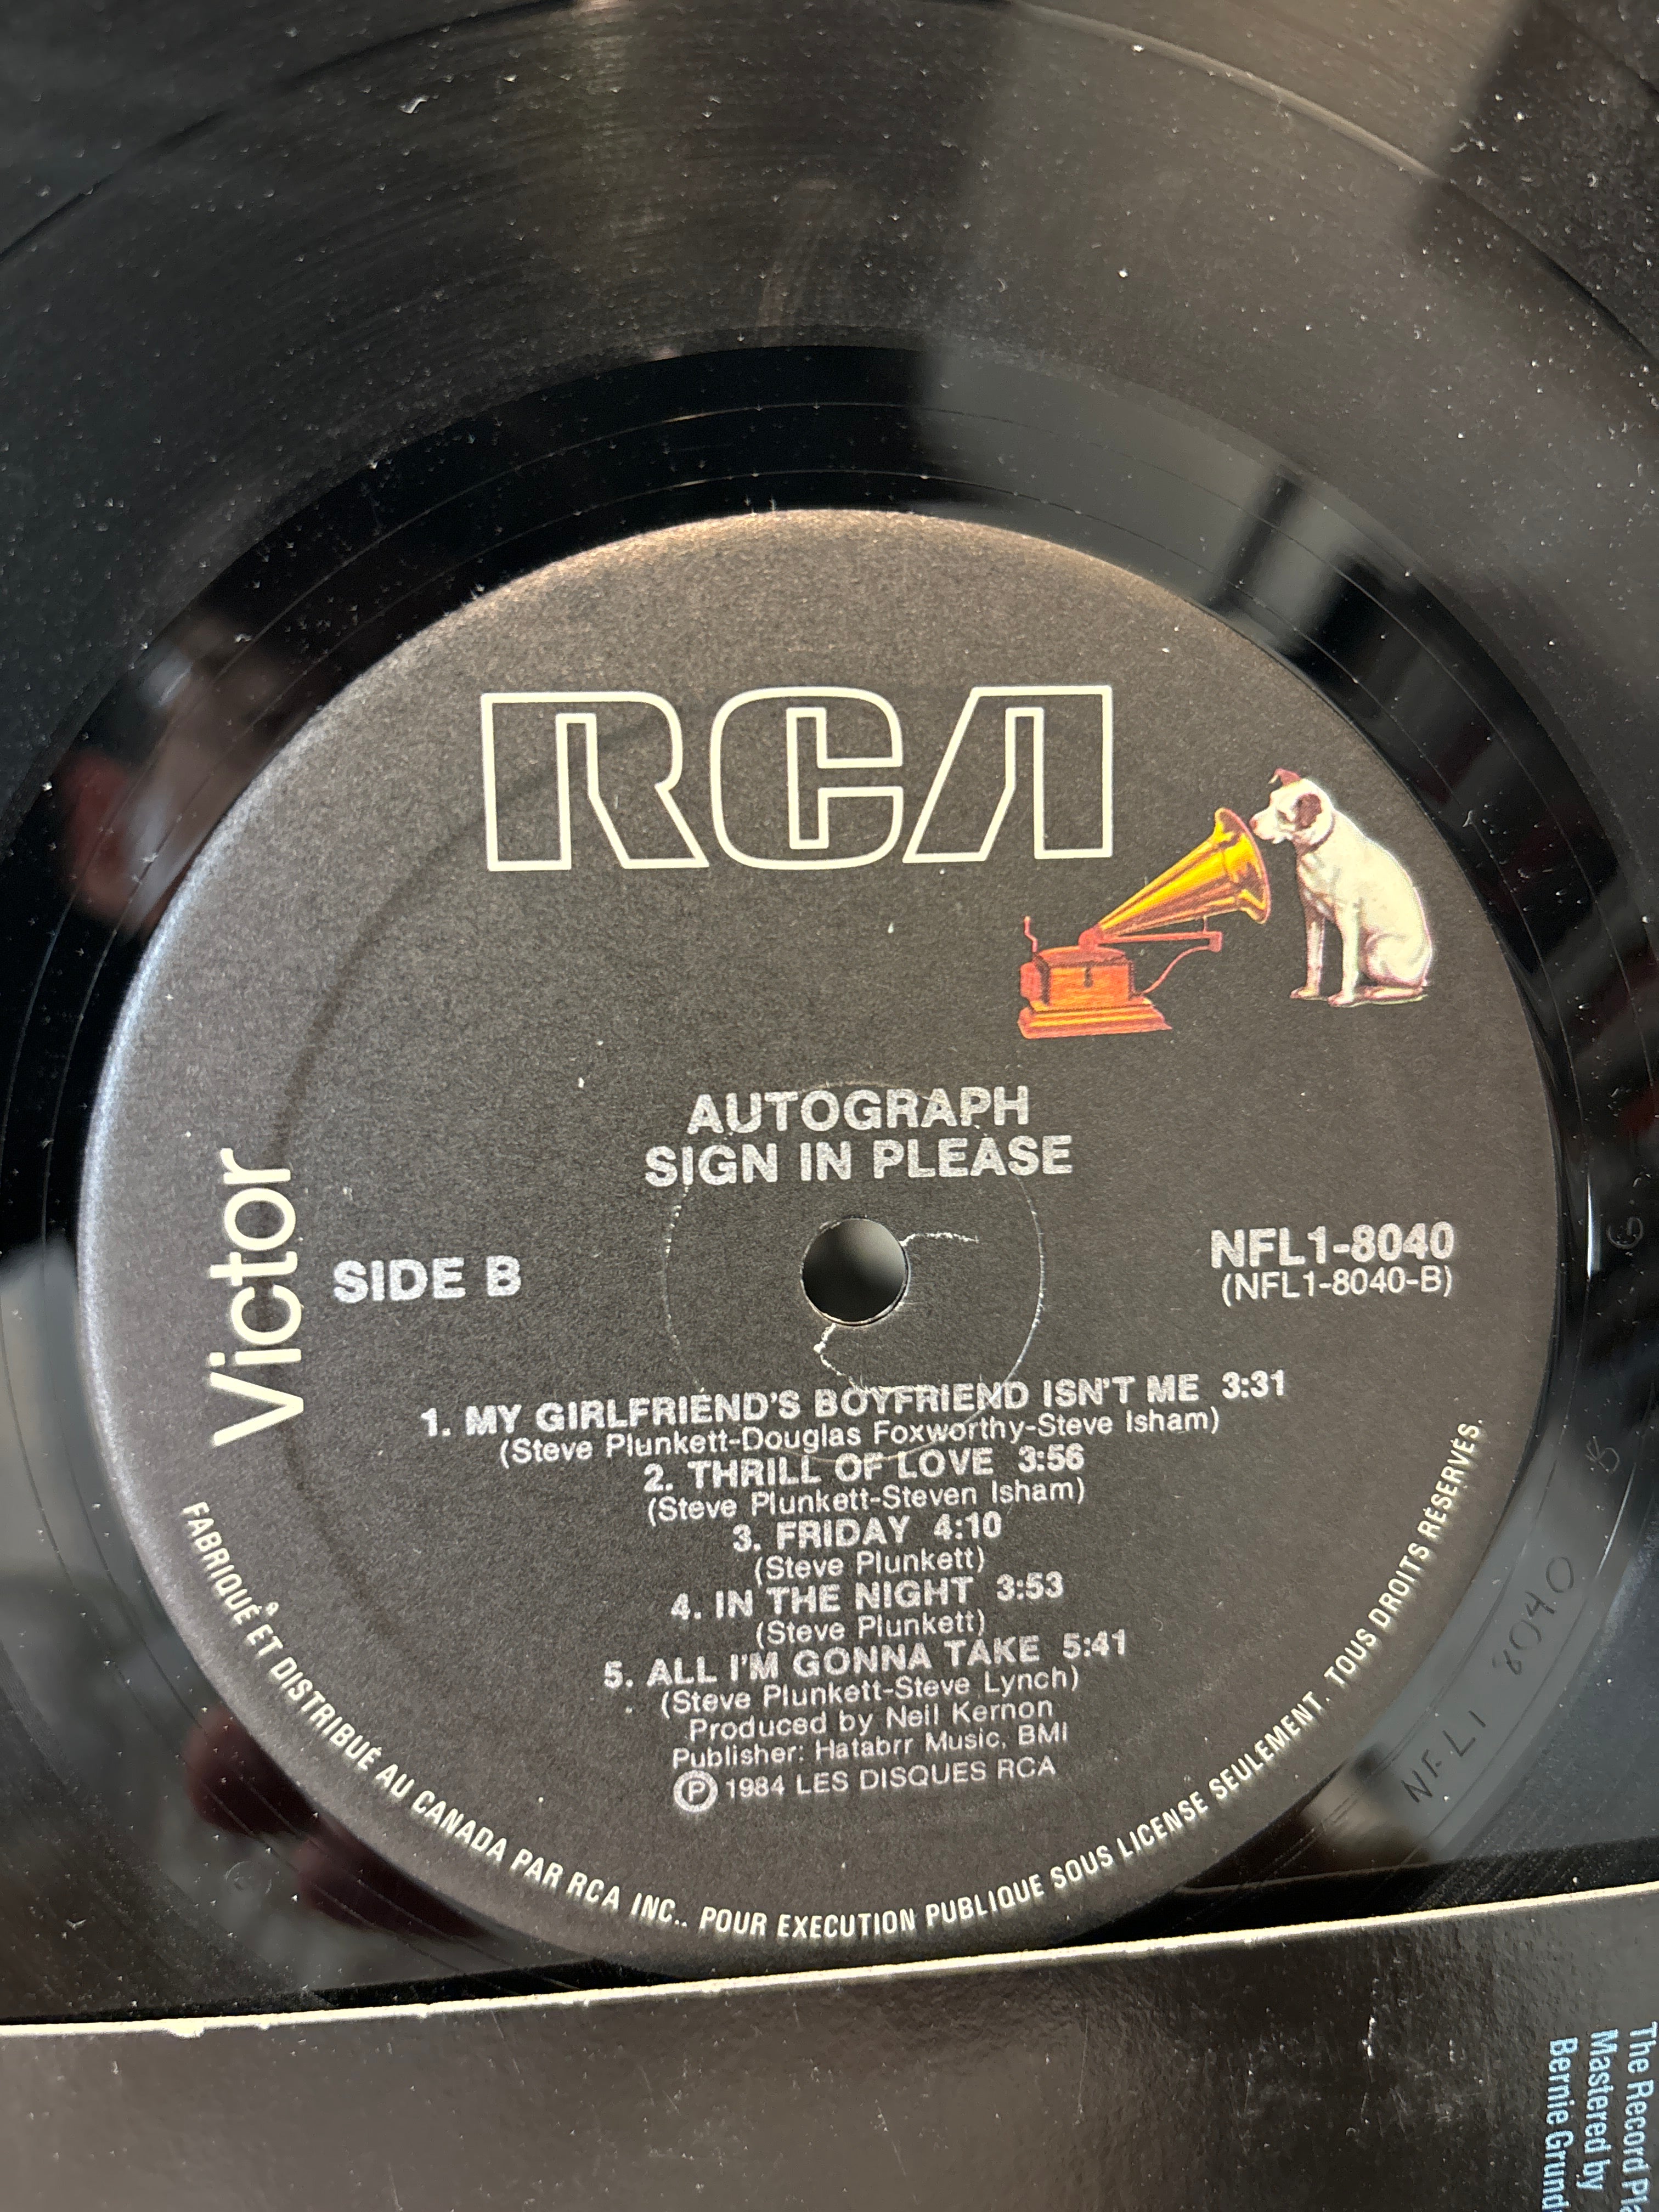 RCA
AUTOGRAPH
SIGN IN PLEASE
Victor
SIDE B
NFL1-8040
(NFL1-8040-B)
1. MY GIRLFRIEND'S BOYFRIEND ISN'T ME 3:31
(Steve Plunkett-Douglas Foxworthy-Steve Isham)
2. THRILL OF LOVE 3:56
(Steve Plunkett-Steven Isham)
3. FRIDAY 4:10
(Steve Plunkett)
4. IN THE NIGHT 3:53
(Steve Plunkett)
5. ALL I'M GONNA TAKE 5:41
(Steve Plunkett-Steve Lynch)
Produced by Neil Kernon
Publisher: Hatabrr Music, BMI
Ⓟ 1984 LES DISQUES RCA
FABRIQUÉ ET DISTRIBUÉ AU CANADA PAR RCA INC.. POUR EXECUTION PUBLIQUE SOUS LICENSE SEULEMENT. TOUS DROITS RÉSERVÉS.
NFL1 8040 B
The Record
Mastered by
Bernie